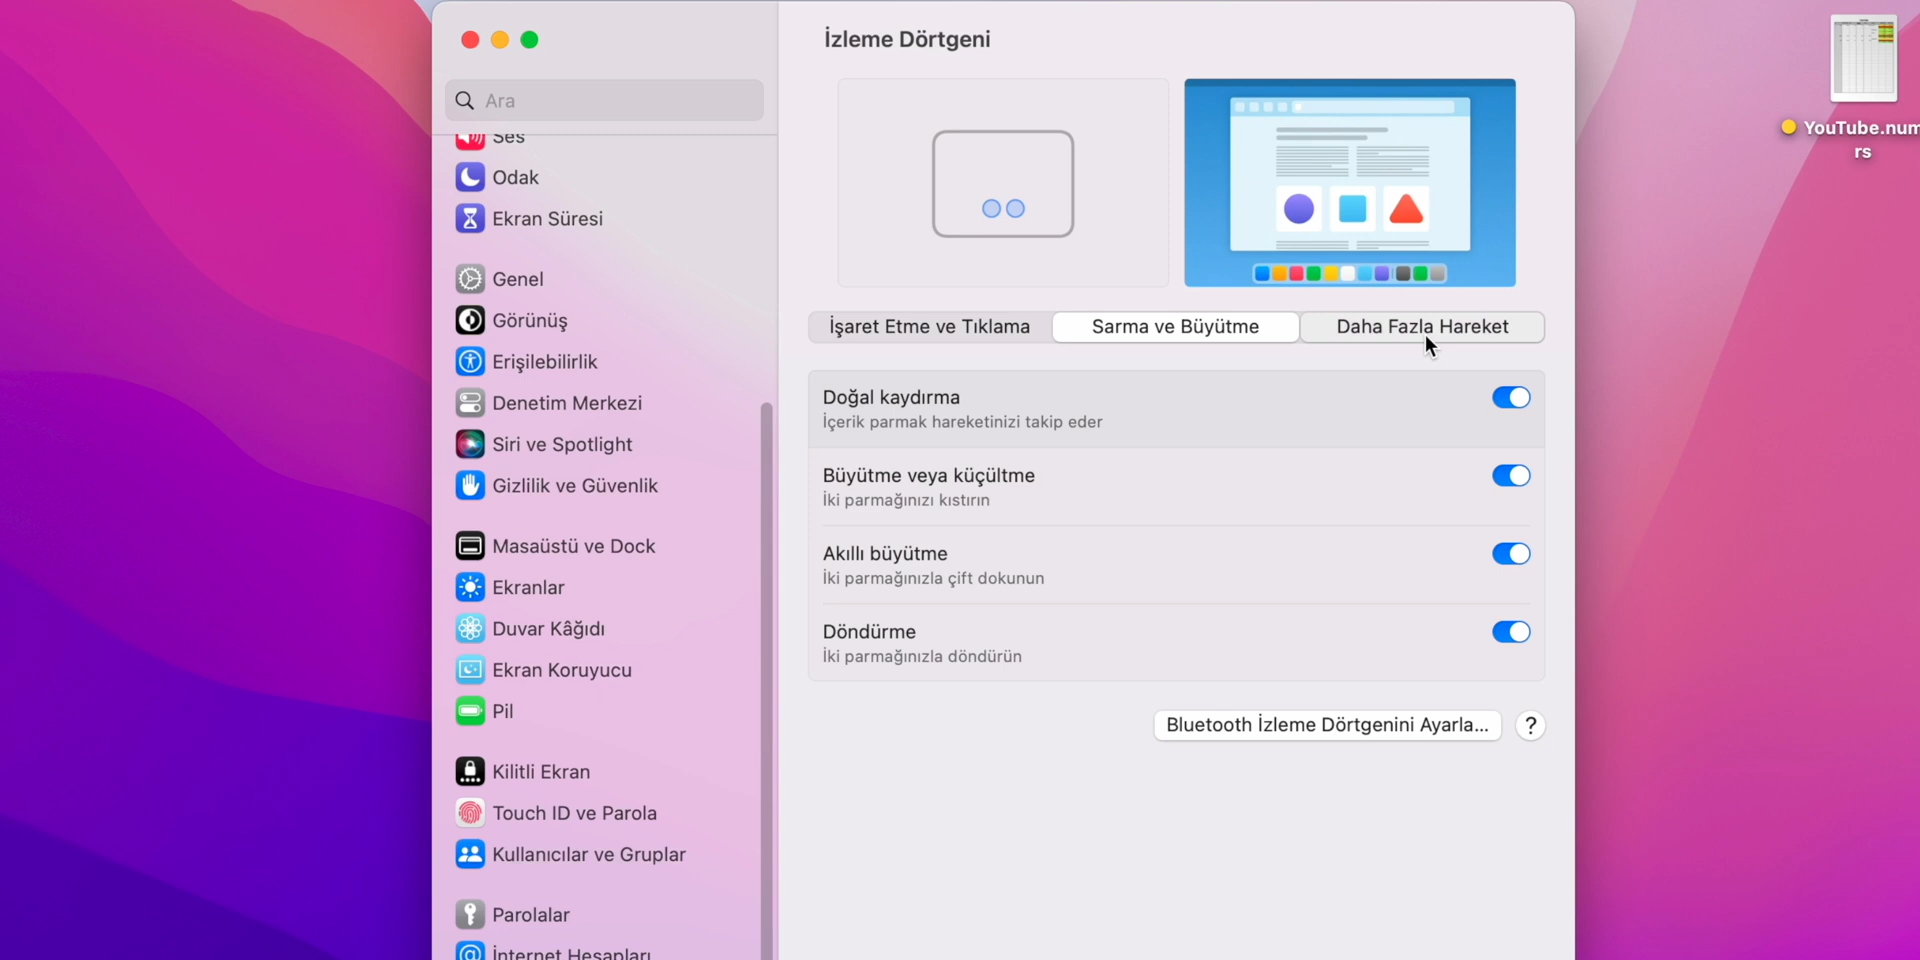 İzleme Dörtgeni
Ara
Ses
Odak
Ekran Süresi
Genel
Görünüş
Erişilebilirlik
Denetim Merkezi
Siri ve Spotlight
Gizlilik ve Güvenlik
Masaüstü ve Dock
Ekranlar
Duvar Kâğıdı
Ekran Koruyucu
Pil
Kilitli Ekran
Touch ID ve Parola
Kullanıcılar ve Gruplar
Parolalar
İnternet Hesapları
İşaret Etme ve Tıklama
Sarma ve Büyütme
Daha Fazla Hareket
Doğal kaydırma
İçerik parmak hareketinizi takip eder
Büyütme veya küçültme
İki parmağınızı kıstırın
Akıllı büyütme
İki parmağınızla çift dokunun
Döndürme
İki parmağınızla döndürün
Bluetooth İzleme Dörtgenini Ayarla...
?
YouTube.num
rs